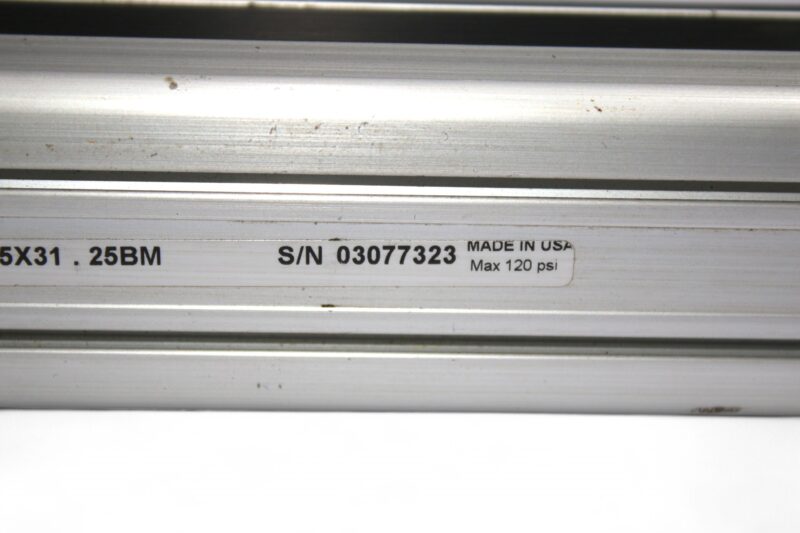 5X31 . 25BM S/N 03077323 MADE IN USA
Max 120 psi